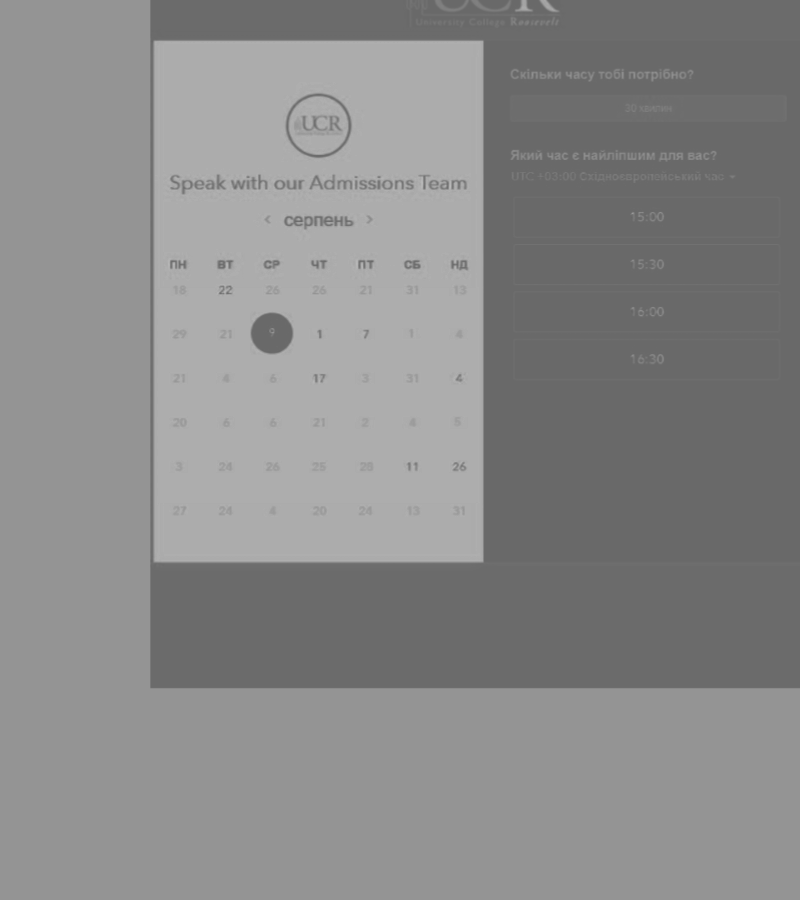 UCR
University College Roosevelt
UCR
Speak with our Admissions Team
‹ серпень ›
ПН ВТ СР ЧТ ПТ СБ НД
18 22 26 26 21 31 13
29 21 9 1 7 1 4
21 4 6 17 3 31 4
20 6 6 21 2 4 5
3 24 26 25 28 11 26
27 24 4 20 24 13 31
Скільки часу тобі потрібно?
30 хвилин
Який час є найліпшим для вас?
UTC +03:00 Східноєвропейський час
15:00
15:30
16:00
16:30